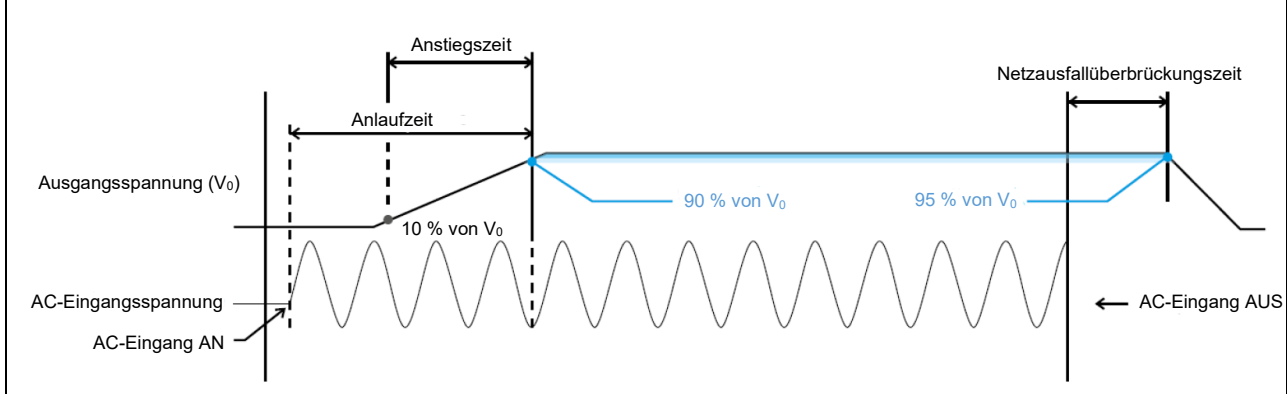 Anstiegszeit
Netzausfallüberbrückungszeit
Anlaufzeit
Ausgangsspannung (V₀)
90 % von V₀
95 % von V₀
10 % von V₀
AC-Eingangsspannung
AC-Eingang AUS
AC-Eingang AN